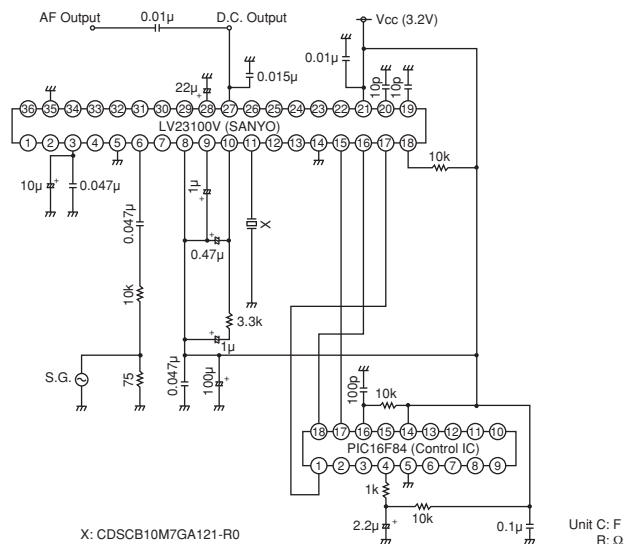 AF Output
0.01µ
D.C. Output
Vcc (3.2V)
0.01µ
0.015µ
22µ
+
10p
10p
36 35 34 33 32 31 30 29 28 27 26 25 24 23 22 21 20 19
LV23100V (SANYO)
1 2 3 4 5 6 7 8 9 10 11 12 13 14 15 16 17 18
10k
10µ
+
0.047µ
0.047µ
1µ
+
X
+
0.47µ
10k
3.3k
+
1µ
S.G.
75
0.047µ
100µ
+
100p
10k
18 17 16 15 14 13 12 11 10
PIC16F84 (Control IC)
1 2 3 4 5 6 7 8 9
1k
10k
2.2µ
+
0.1µ
X: CDSCB10M7GA121-R0
Unit C: F
R: Ω